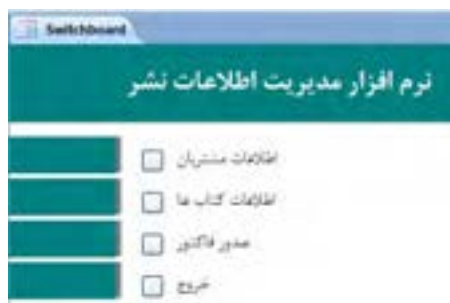 Switchboard
نرم افزار مدیریت اطلاعات نشر
اطلاعات مشتریان
اطلاعات کتاب ها
صدور فاکتور
خروج